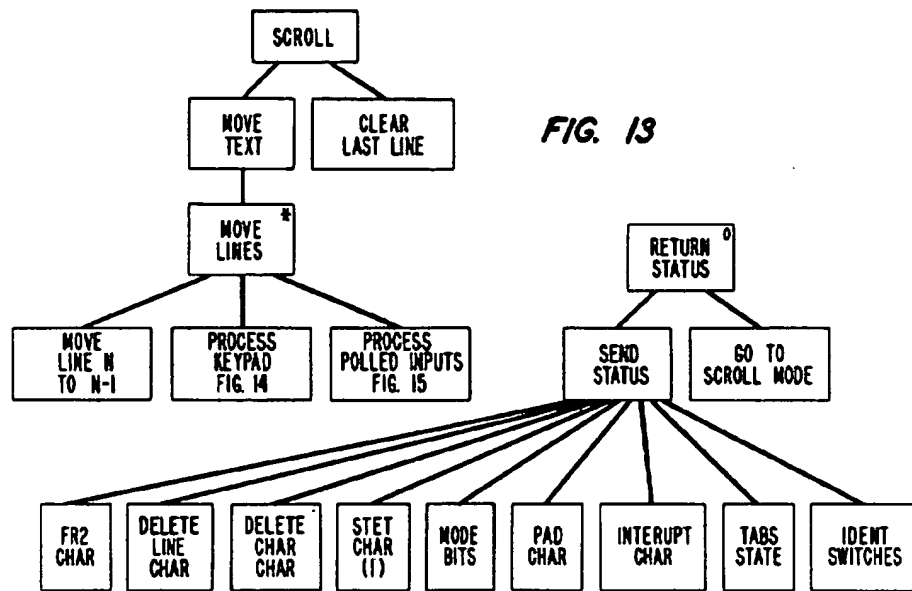 SCROLL
MOVE
TEXT
CLEAR
LAST LINE
FIG. 13
MOVE *
LINES
RETURN O
STATUS
MOVE
LINE N
TO N-1
PROCESS
KEYPAD
FIG. 14
PROCESS
POLLED INPUTS
FIG. 15
SEND
STATUS
GO TO
SCROLL MODE
FR2
CHAR
DELETE
LINE
CHAR
DELETE
CHAR
CHAR
STET
CHAR
(1)
MODE
BITS
PAD
CHAR
INTERUPT
CHAR
TABS
STATE
IDENT
SWITCHES